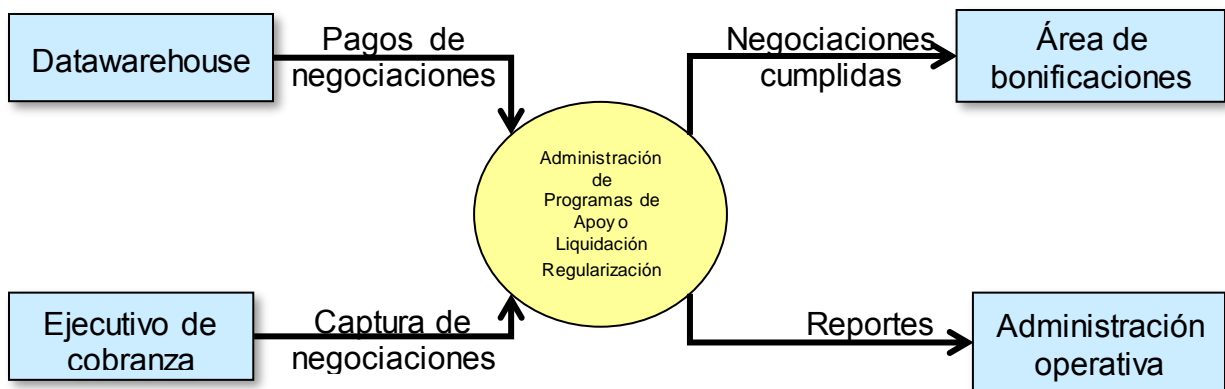 Datawarehouse
Pagos de
negociaciones
Negociaciones
cumplidas
Área de
bonificaciones
Administración
de
Programas de
Apoyo
Liquidación
Regularización
Ejecutivo de
cobranza
Captura de
negociaciones
Reportes
Administración
operativa